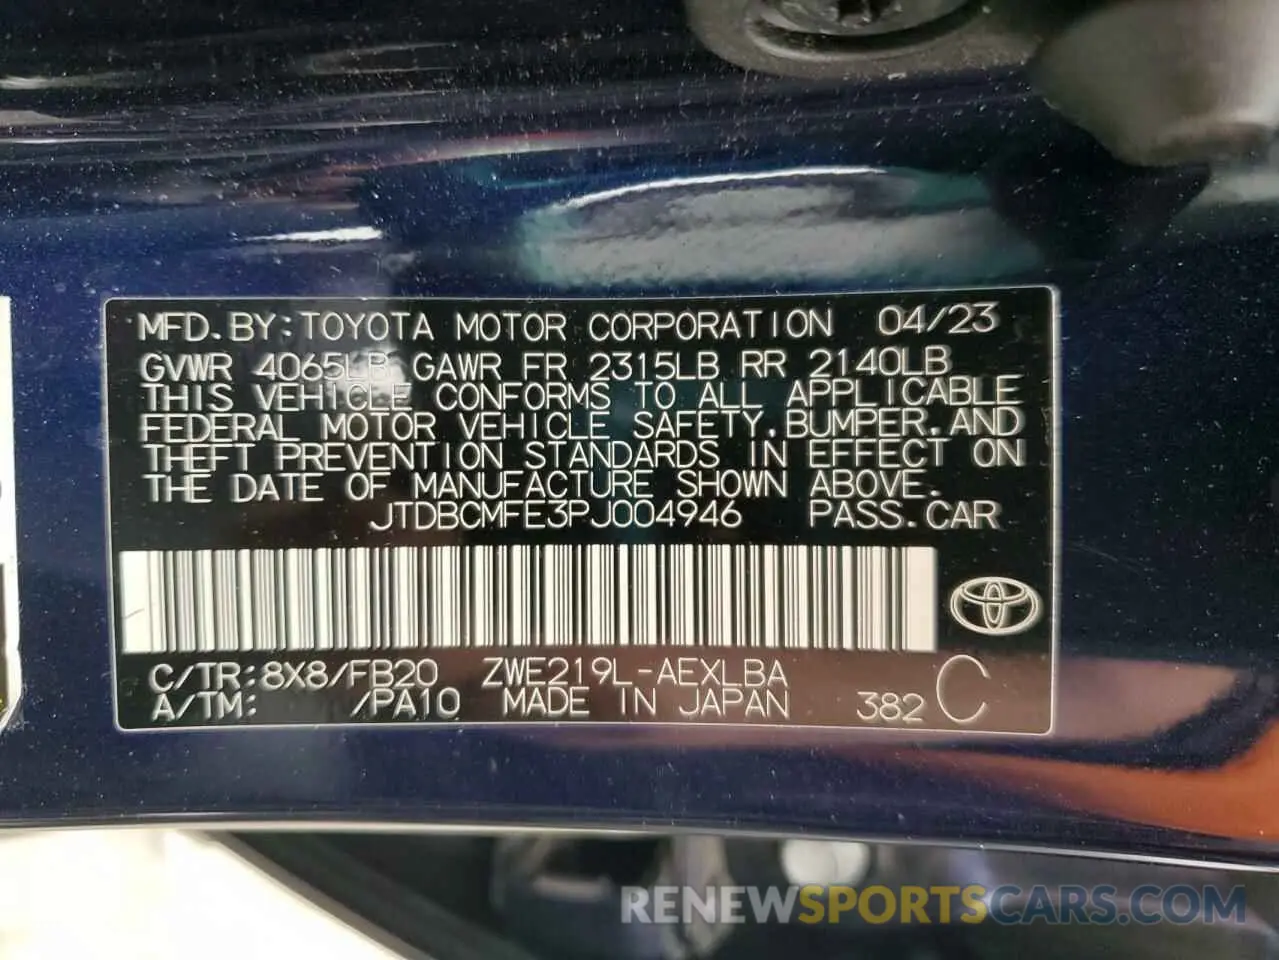 MFD.BY:TOYOTA MOTOR CORPORATION 04/23
GVWR 4065LB GAWR FR 2315LB RR 2140LB
THIS VEHICLE CONFORMS TO ALL APPLICABLE
FEDERAL MOTOR VEHICLE SAFETY,BUMPER,AND
THEFT PREVENTION STANDARDS IN EFFECT ON
THE DATE OF MANUFACTURE SHOWN ABOVE.
JTDBCMFE3PJ004946 PASS.CAR
C/TR:8X8/FB20 ZWE219L-AEXLBA
A/TM: /PA10 MADE IN JAPAN 382 C
RENEWSPORTSCARS.COM